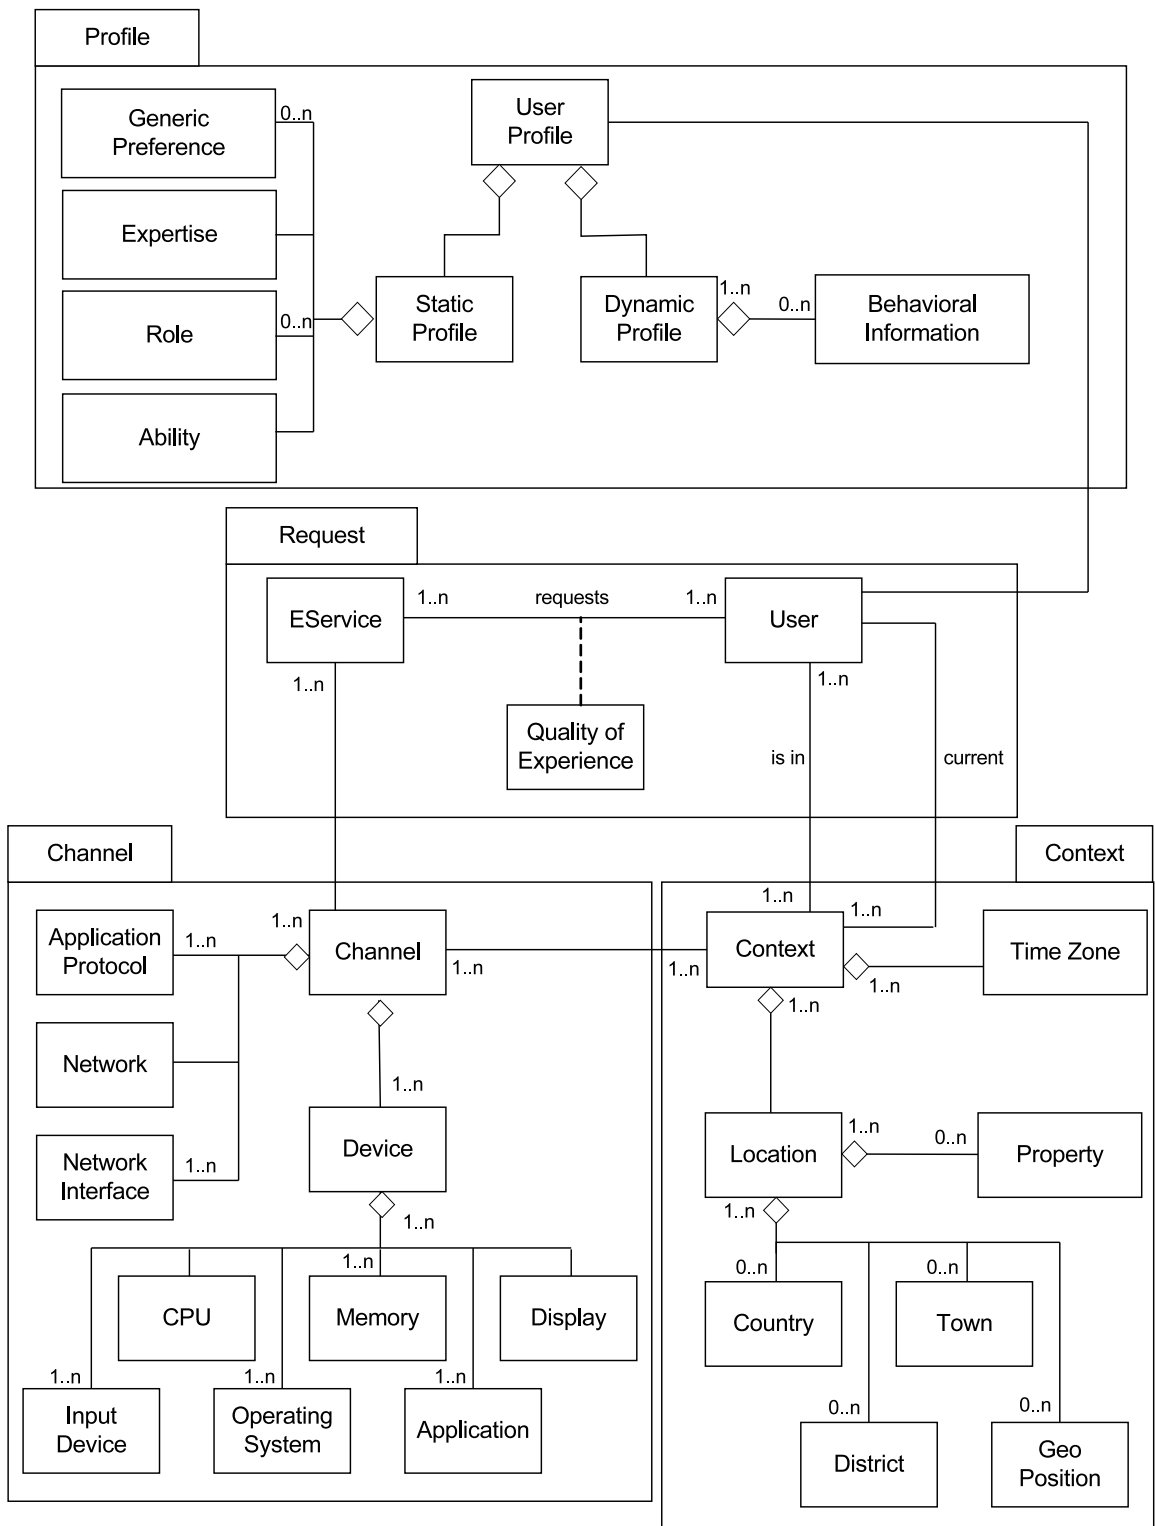 Profile
Generic
Preference
0..n
User
Profile
Expertise
Role
0..n
Static
Profile
Dynamic
Profile
1..n
0..n
Behavioral
Information
Ability
Request
EService
1..n
requests
1..n
User
1..n
1..n
Quality of
Experience
is in
current
Channel
Context
Application
Protocol
1..n
1..n
Channel
1..n
1..n
1..n
Context
1..n
1..n
1..n
Time Zone
Network
1..n
Network
Interface
1..n
Device
1..n
Location
1..n
0..n
Property
1..n
1..n
CPU
Memory
Display
0..n
Country
0..n
Town
1..n
Input
Device
1..n
Operating
System
1..n
Application
0..n
District
0..n
Geo
Position